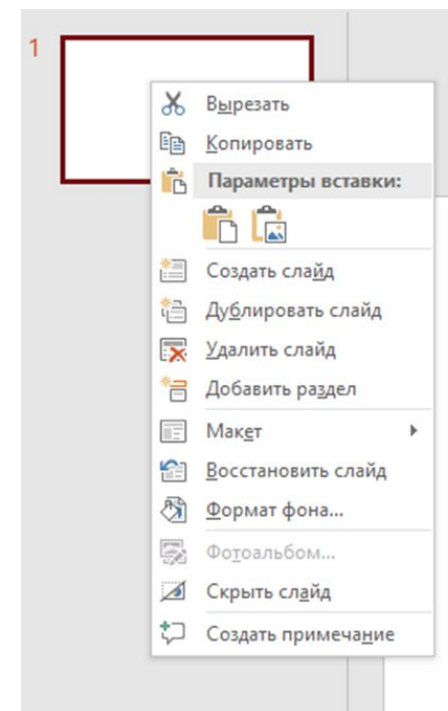 1
Вырезать
Копировать
Параметры вставки:
Создать слайд
Дублировать слайд
Удалить слайд
Добавить раздел
Макет
Восстановить слайд
Формат фона...
Фотоальбом...
Скрыть слайд
Создать примечание